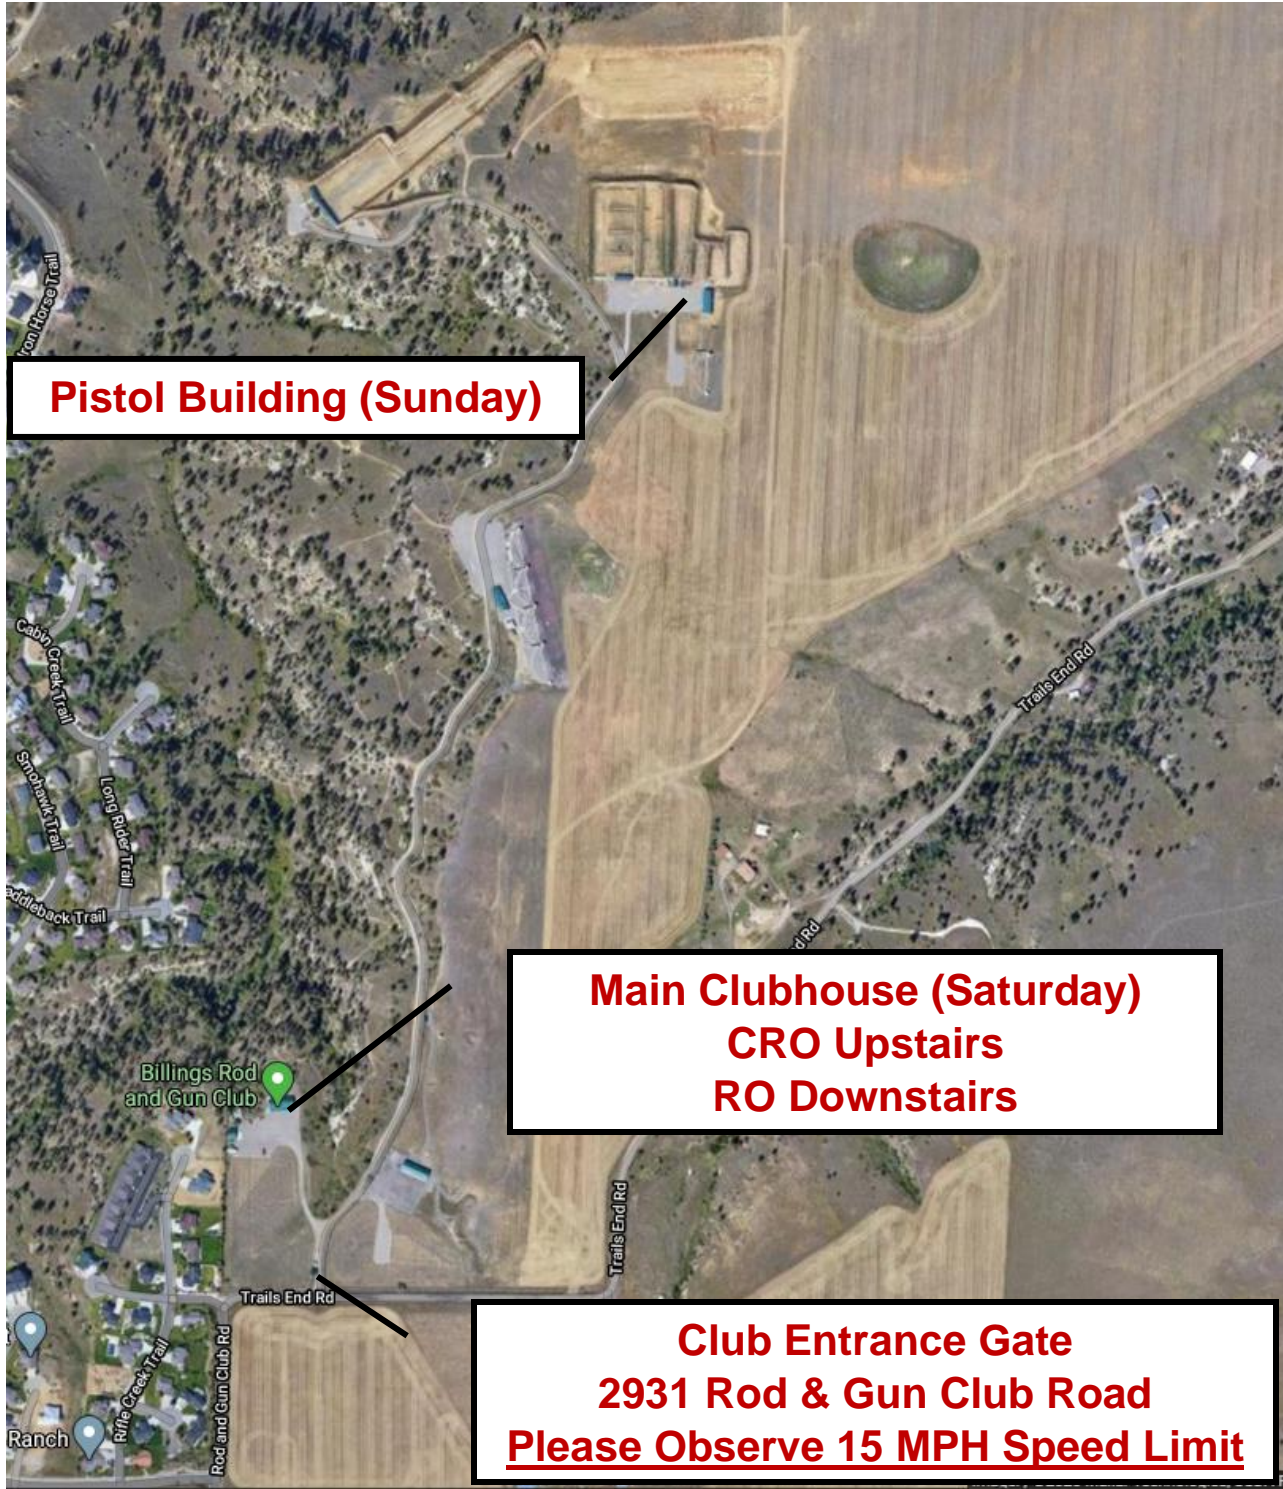 Iron Horse Trail
Pistol Building (Sunday)
Cabin Creek Trail
Smohawk Trail
Long Rider Trail
addleback Trail
Trails End Rd
d Rd
Main Clubhouse (Saturday)
CRO Upstairs
RO Downstairs
Billings Rod
and Gun Club
Trails End Rd
Trails End Rd
Club Entrance Gate
2931 Rod & Gun Club Road
Please Observe 15 MPH Speed Limit
Rifle Creek Trail
Rod and Gun Club Rd
Ranch